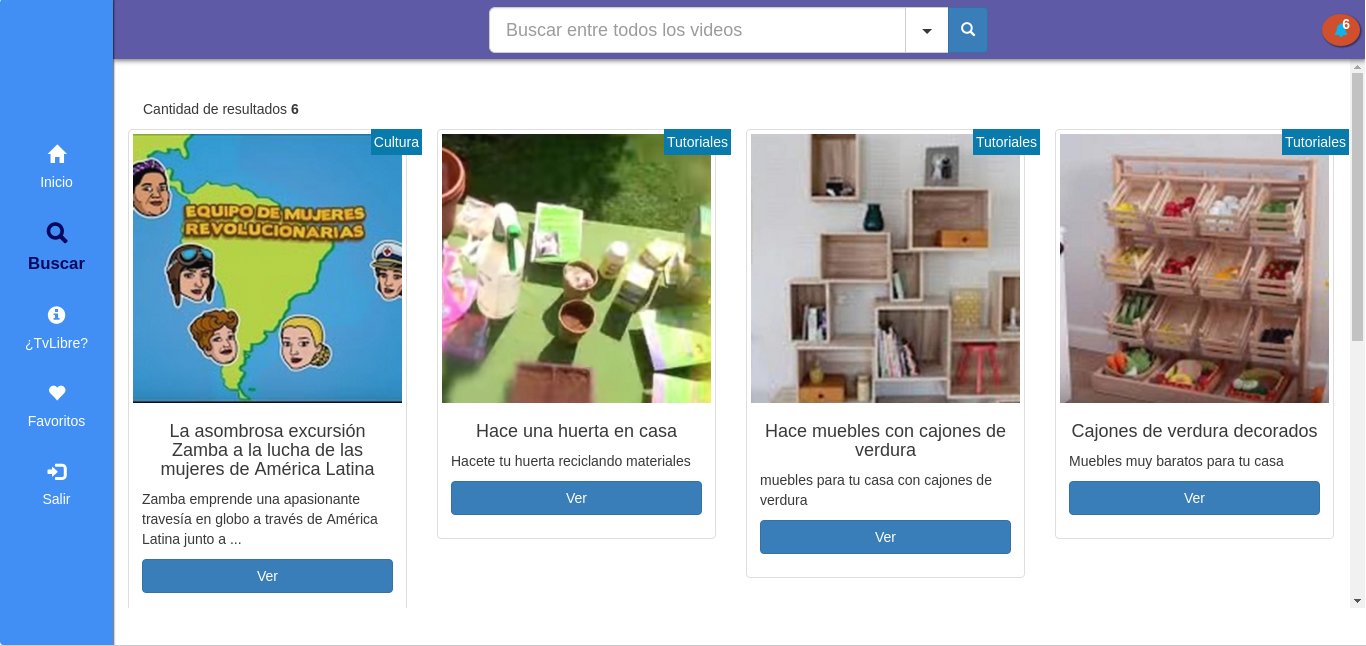 Buscar entre todos los videos
6
Inicio
Buscar
¿TvLibre?
Favoritos
Salir
Cantidad de resultados 6
Cultura
EQUIPO DE MUJERES
REVOLUCIONARIAS
La asombrosa excursión
Zamba a la lucha de las
mujeres de América Latina
Zamba emprende una apasionante
travesía en globo a través de América
Latina junto a ...
Ver
Tutoriales
Hace una huerta en casa
Hacete tu huerta reciclando materiales
Ver
Tutoriales
Hace muebles con cajones de
verdura
muebles para tu casa con cajones de
verdura
Ver
Tutoriales
Cajones de verdura decorados
Muebles muy baratos para tu casa
Ver